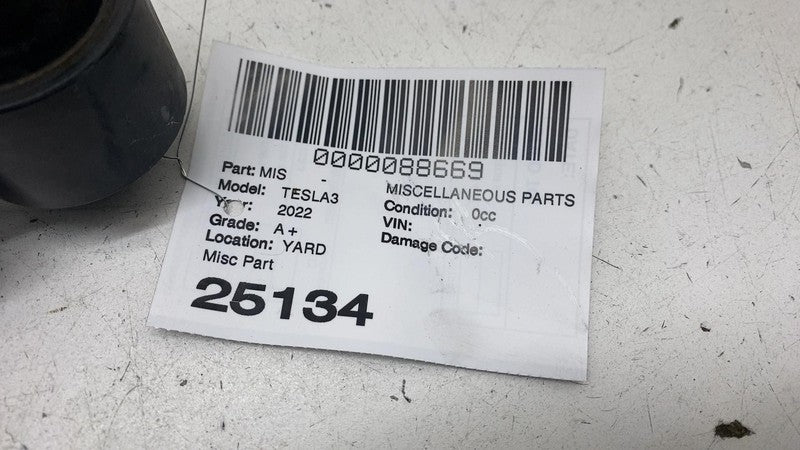 0000088669
Part: MIS - MISCELLANEOUS PARTS
Model: TESLA3 Condition: 0cc
Year: 2022 VIN:
Grade: A+ Damage Code:
Location: YARD
Misc Part
25134